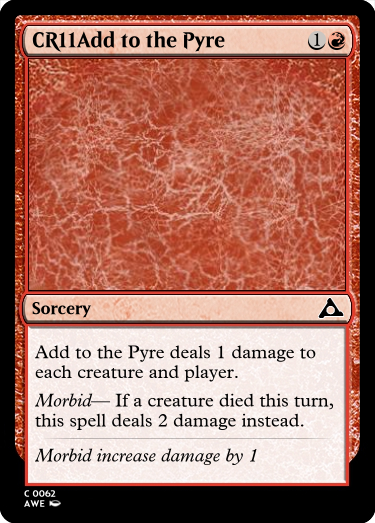 CR11Add to the Pyre 1
Sorcery
Add to the Pyre deals 1 damage to
each creature and player.
Morbid— If a creature died this turn,
this spell deals 2 damage instead.
Morbid increase damage by 1
C 0062
AWE